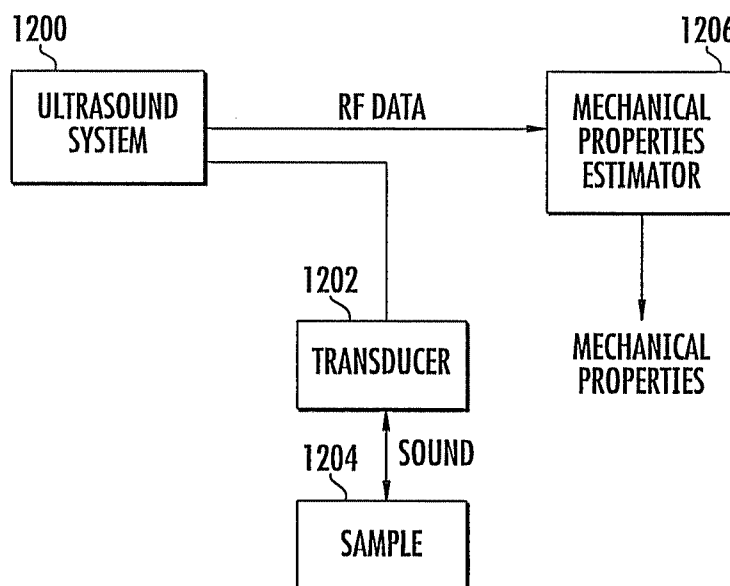 1200
1206
ULTRASOUND
SYSTEM
RF DATA
MECHANICAL
PROPERTIES
ESTIMATOR
1202
TRANSDUCER
MECHANICAL
PROPERTIES
SOUND
1204
SAMPLE